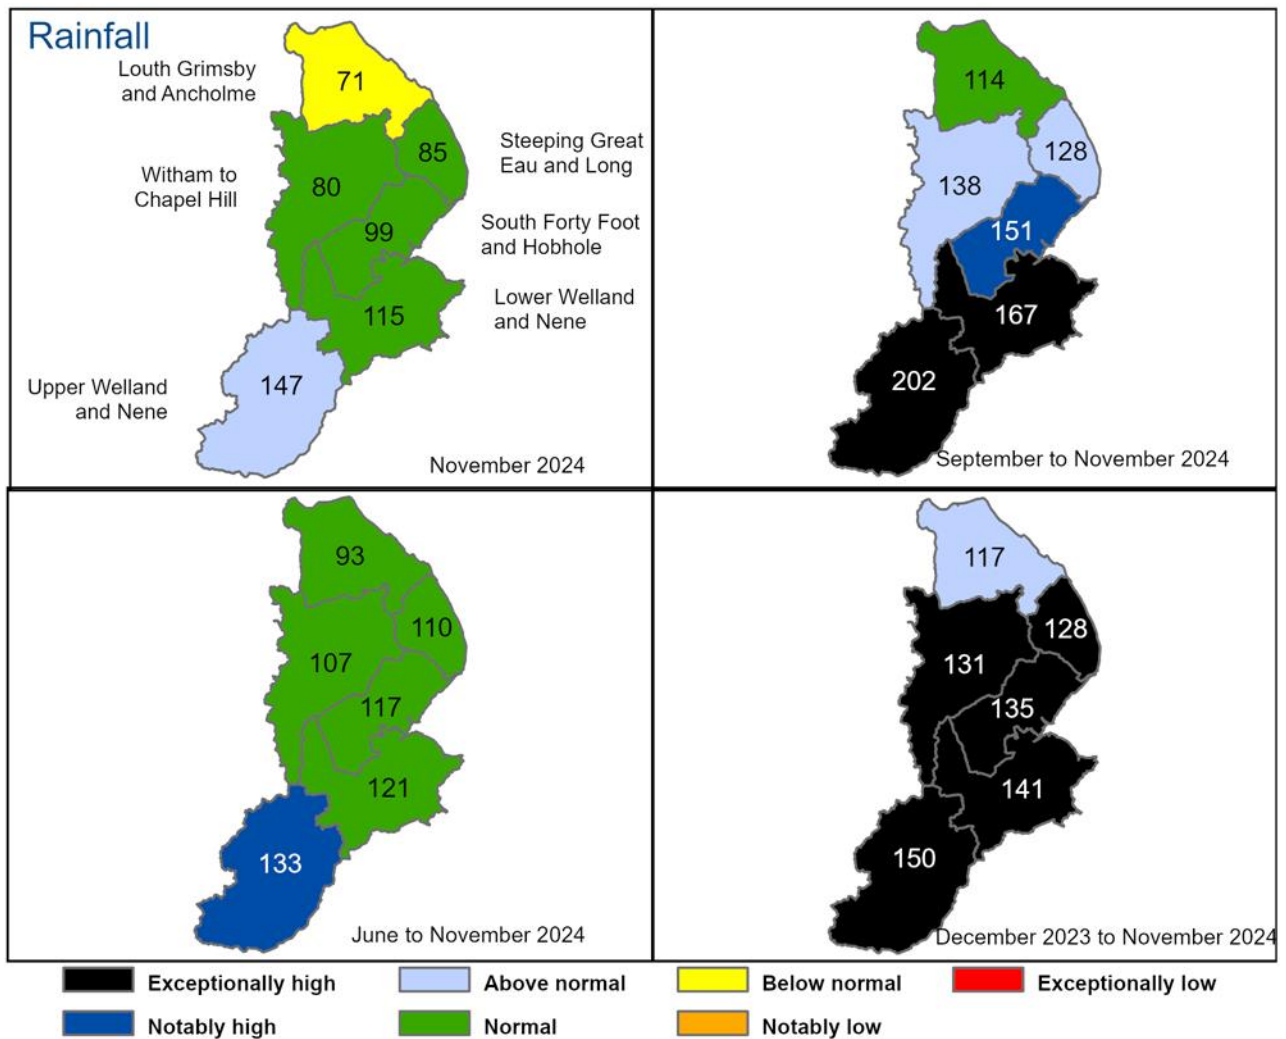 Rainfall
Louth Grimsby
and Ancholme
71
Steeping Great
Eau and Long
85
Witham to
Chapel Hill
80
South Forty Foot
and Hobhole
99
Lower Welland
and Nene
115
Upper Welland
and Nene
147
November 2024
114
128
138
151
167
202
September to November 2024
93
110
107
117
121
133
June to November 2024
117
128
131
135
141
150
December 2023 to November 2024
Exceptionally high
Above normal
Below normal
Exceptionally low
Notably high
Normal
Notably low